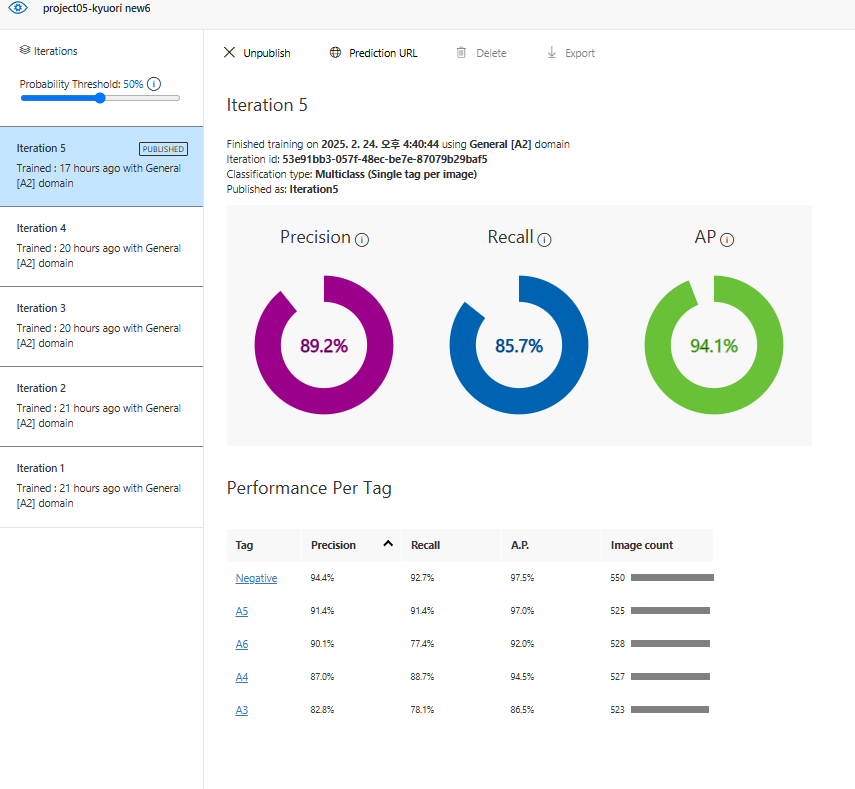 project05-kyuori new6
Iterations
Probability Threshold: 50%
Iteration 5 PUBLISHED
Trained : 17 hours ago with General
[A2] domain
Iteration 4
Trained : 20 hours ago with General
[A2] domain
Iteration 3
Trained : 20 hours ago with General
[A2] domain
Iteration 2
Trained : 21 hours ago with General
[A2] domain
Iteration 1
Trained : 21 hours ago with General
[A2] domain
Unpublish Prediction URL Delete Export
Iteration 5
Finished training on 2025. 2. 24. 오후 4:40:44 using General [A2] domain
Iteration id: 53e91bb3-057f-48ec-be7e-87079b29baf5
Classification type: Multiclass (Single tag per image)
Published as: Iteration5
Precision Recall AP
89.2% 85.7% 94.1%
Performance Per Tag
Tag Precision Recall A.P. Image count
Negative 94.4% 92.7% 97.5% 550
A5 91.4% 91.4% 97.0% 525
A6 90.1% 77.4% 92.0% 528
A4 87.0% 88.7% 94.5% 527
A3 82.8% 78.1% 86.5% 523